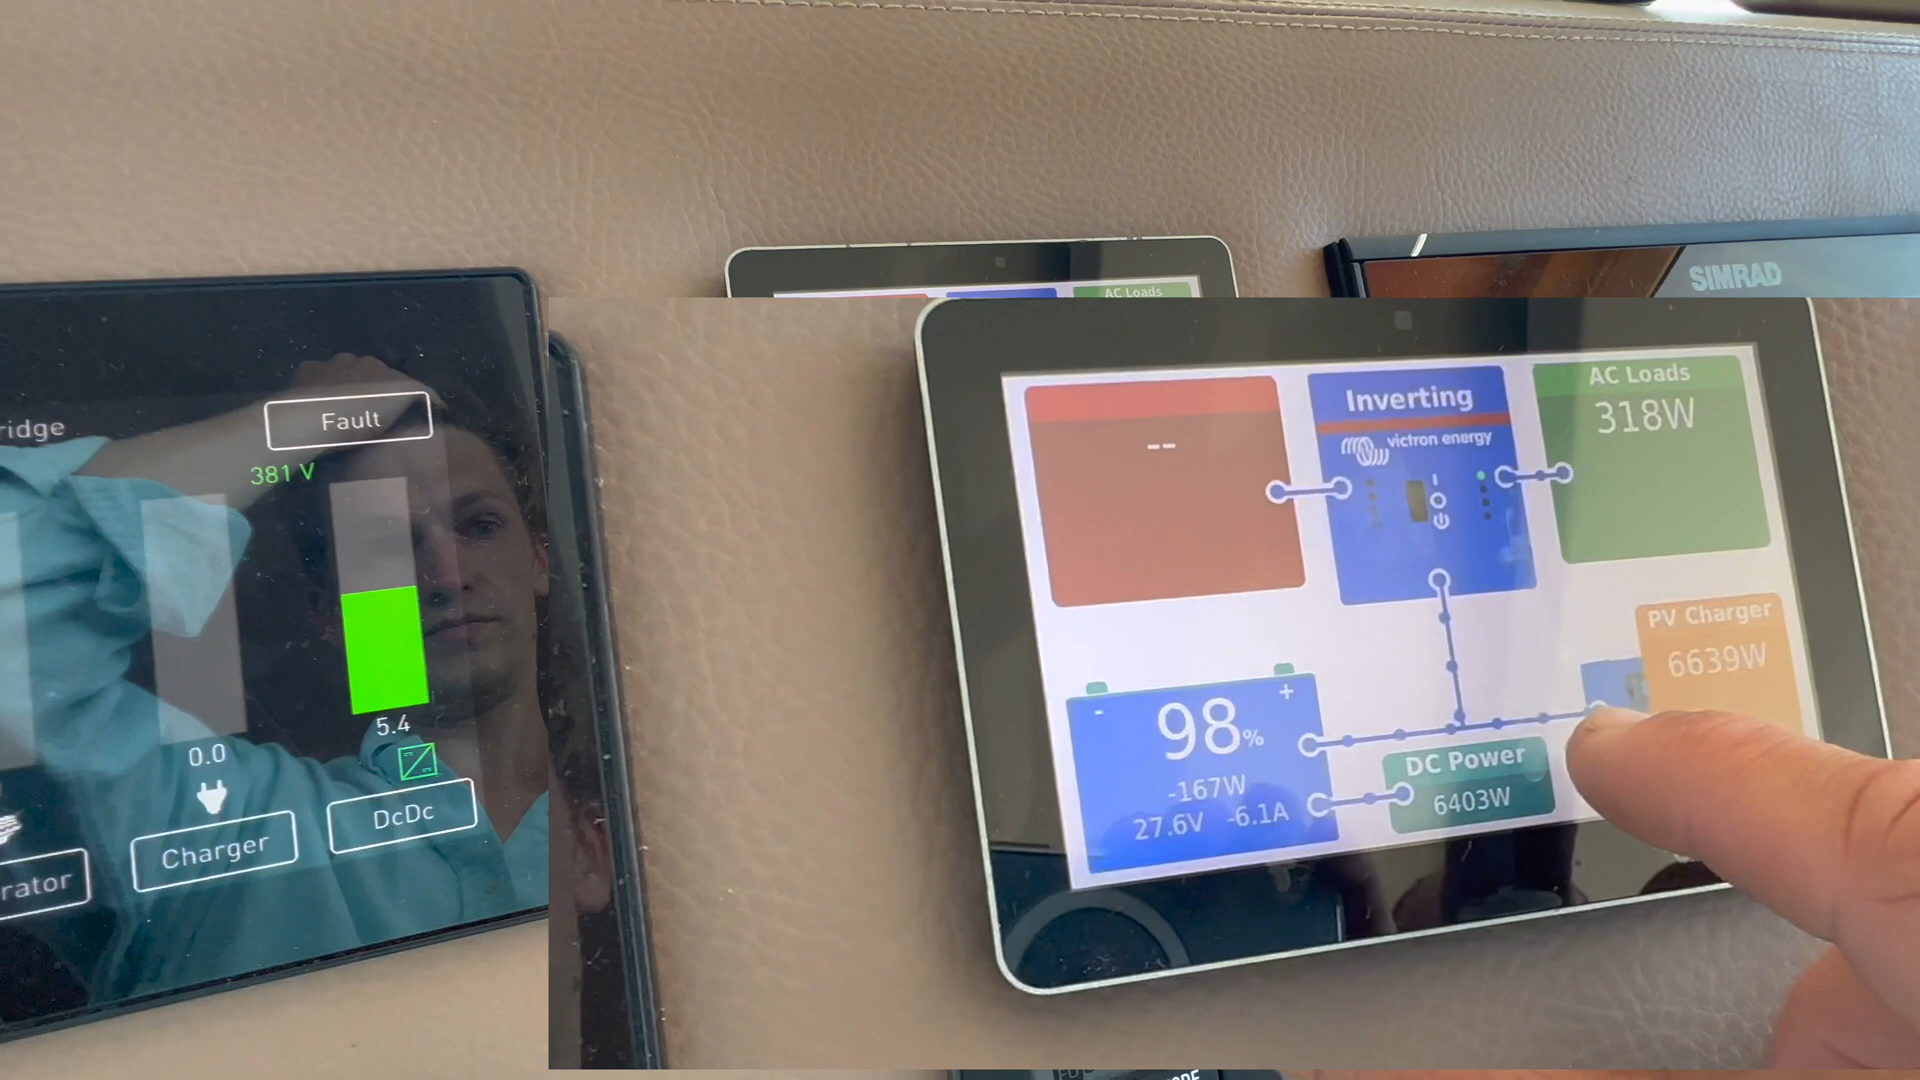 ridge
Fault
381 V
5.4
0.0
DcDc
Charger
rator
AC Loads
SIMRAD
--
Inverting
victron energy
AC Loads
318W
PV Charger
6639W
- +
98%
-167W
27.6V -6.1A
DC Power
6403W